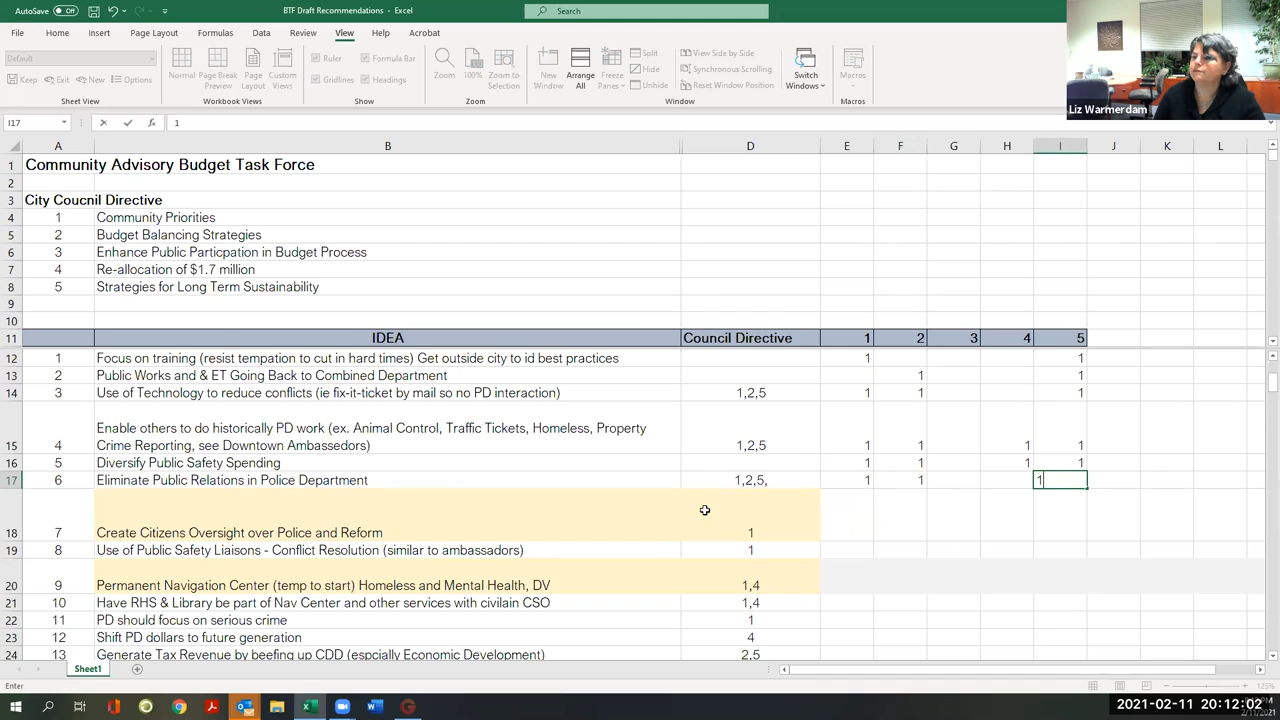 AutoSave Off
BTF Draft Recommendations - Excel
Search
File Home Insert Page Layout Formulas Data Review View Help Acrobat
Default
Keep Exit New Options
Sheet View
Normal Page Break Preview Page Layout Custom Views
Workbook Views
Ruler Formula Bar
Gridlines Headings
Show
Zoom 100% Zoom to Selection
Zoom
New Window Arrange All Freeze Panes
Split
Hide
Unhide
View Side by Side
Synchronous Scrolling
Reset Window Position
Switch Windows
Window
Macros
Macros
Liz Warmerdam
I17 fx 1
A B D E F G H I J K L
1 Community Advisory Budget Task Force
2
3 City Coucnil Directive
4 1 Community Priorities
5 2 Budget Balancing Strategies
6 3 Enhance Public Particpation in Budget Process
7 4 Re-allocation of $1.7 million
8 5 Strategies for Long Term Sustainability
9
10
11 IDEA Council Directive 1 2 3 4 5
12 1 Focus on training (resist tempation to cut in hard times) Get outside city to id best practices 1 1
13 2 Public Works and & ET Going Back to Combined Department 1 1
14 3 Use of Technology to reduce conflicts (ie fix-it-ticket by mail so no PD interaction) 1,2,5 1 1 1
Enable others to do historically PD work (ex. Animal Control, Traffic Tickets, Homeless, Property
15 4 Crime Reporting, see Downtown Ambassedors) 1,2,5 1 1 1 1
16 5 Diversify Public Safety Spending 1 1 1 1
17 6 Eliminate Public Relations in Police Department 1,2,5, 1 1 1
18 7 Create Citizens Oversight over Police and Reform 1
19 8 Use of Public Safety Liaisons - Conflict Resolution (similar to ambassadors) 1
20 9 Permanent Navigation Center (temp to start) Homeless and Mental Health, DV 1,4
21 10 Have RHS & Library be part of Nav Center and other services with civilain CSO 1,4
22 11 PD should focus on serious crime 1
23 12 Shift PD dollars to future generation 4
24 13 Generate Tax Revenue by beefing up CDD (espcially Economic Development) 2,5
Sheet1
Enter
125%
2021-02-11 20:12:02
2/11/2021